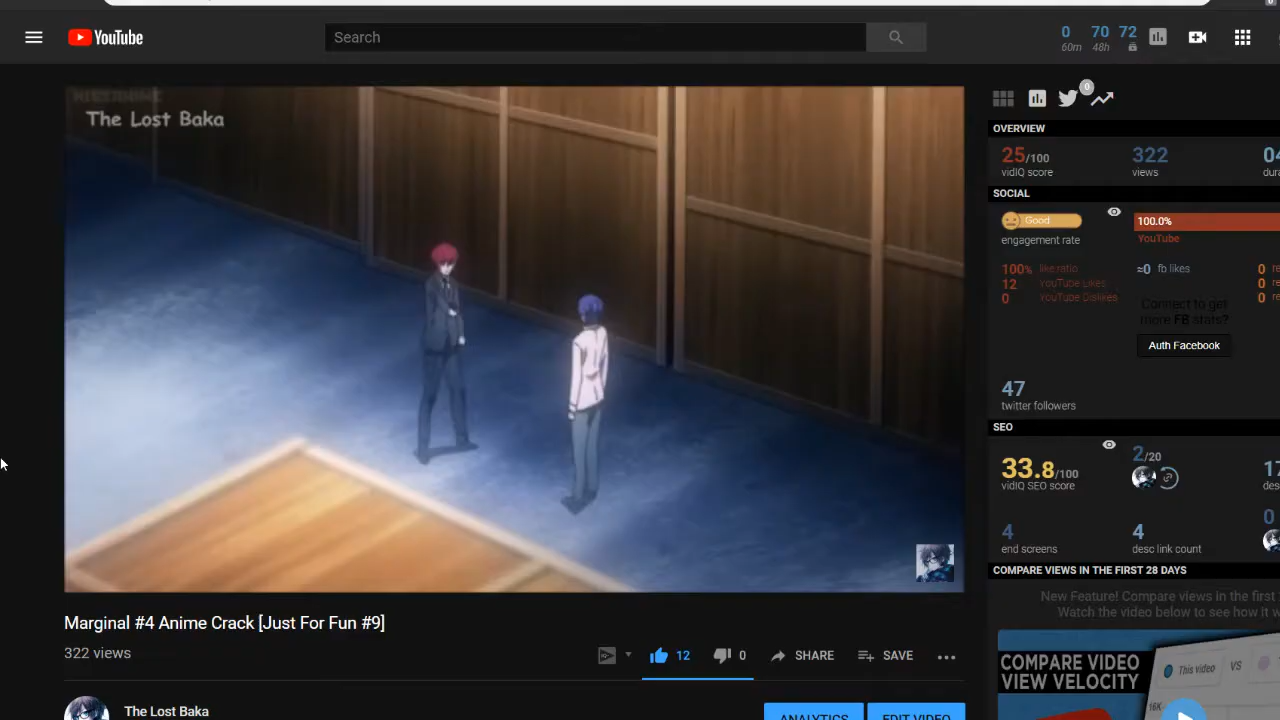 YouTube
Search
0 70 72
60m 48h
The Lost Baka
0
OVERVIEW
25/100
vidIQ score
322
views
SOCIAL
Good
engagement rate
100.0%
YouTube
100% like ratio
12 YouTube Likes
0 YouTube Dislikes
≈0 fb likes
0
0
0
Connect to get
more FB stats?
Auth Facebook
47
twitter followers
SEO
33.8/100
vidIQ SEO score
2/20
4
end screens
4
desc link count
0
COMPARE VIEWS IN THE FIRST 28 DAYS
New Feature! Compare views in the first
Watch the video below to see how it
COMPARE VIDEO
VIEW VELOCITY
This video VS
16K
Marginal #4 Anime Crack [Just For Fun #9]
322 views
12 0 SHARE SAVE
The Lost Baka
ANALYTICS EDIT VIDEO